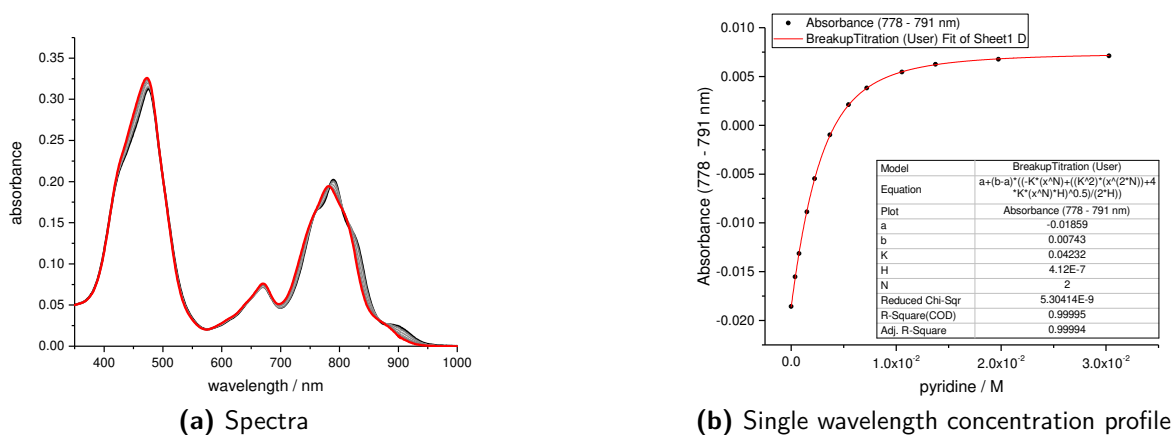 absorbance
0.35
0.30
0.25
0.20
0.15
0.10
0.05
0.00
400 500 600 700 800 900 1000
wavelength / nm
(a) Spectra
Absorbance (778 - 791 nm)
0.010
0.005
0.000
-0.005
-0.010
-0.015
-0.020
Absorbance (778 - 791 nm)
BreakupTitration (User) Fit of Sheet1 D
Model BreakupTitration (User)
Equation a+(b-a)*((-K*(x^N)+((K^2)*(x^(2*N))+4
*K*(x^N)*H)^0.5)/(2*H))
Plot Absorbance (778 - 791 nm)
a -0.01859
b 0.00743
K 0.04232
H 4.12E-7
N 2
Reduced Chi-Sqr 5.30414E-9
R-Square(COD) 0.99995
Adj. R-Square 0.99994
0.0 1.0x10⁻² 2.0x10⁻² 3.0x10⁻²
pyridine / M
(b) Single wavelength concentration profile